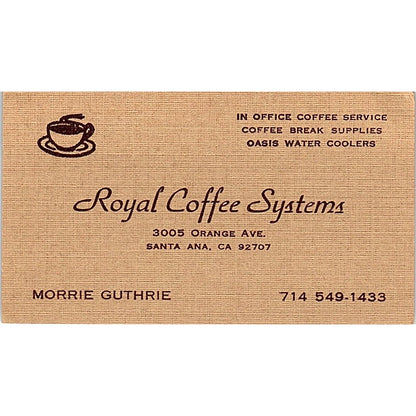 IN OFFICE COFFEE SERVICE
COFFEE BREAK SUPPLIES
OASIS WATER COOLERS
Royal Coffee Systems
3005 ORANGE AVE.
SANTA ANA, CA 92707
MORRIE GUTHRIE 714 549-1433